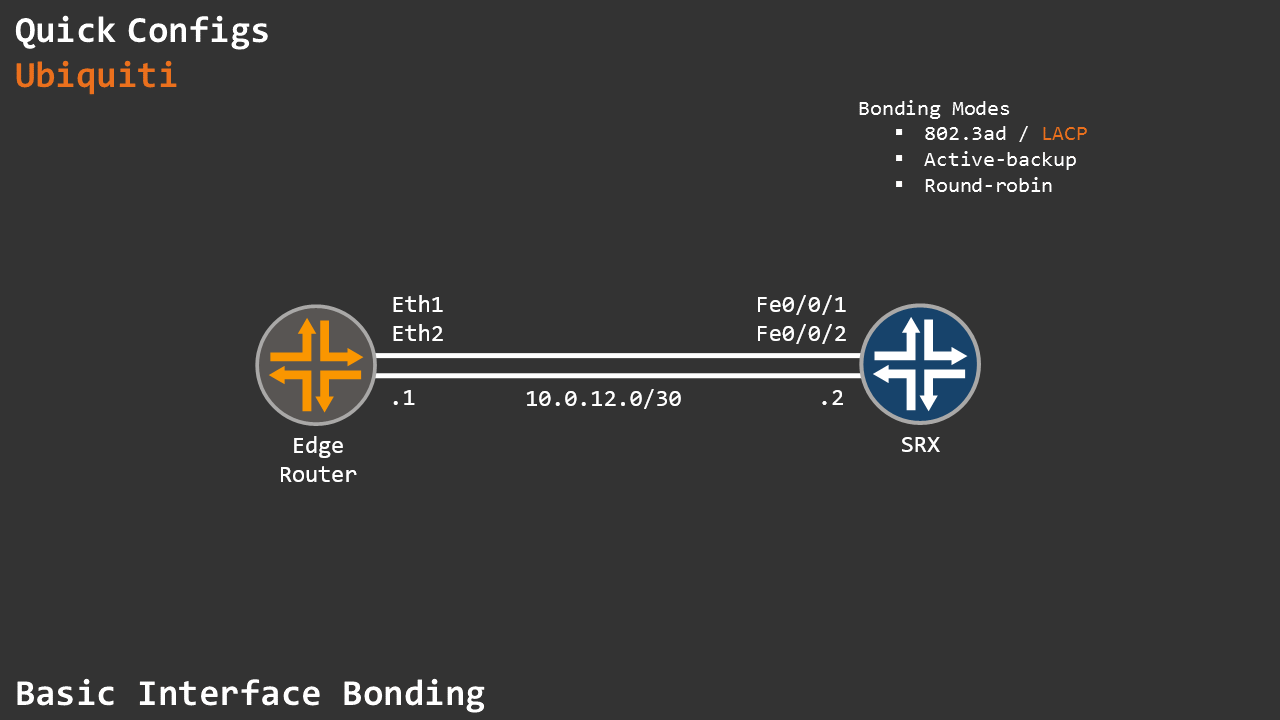 Quick Configs
Ubiquiti
Bonding Modes
▪ 802.3ad / LACP
▪ Active-backup
▪ Round-robin
Eth1
Eth2
Fe0/0/1
Fe0/0/2
.1
10.0.12.0/30
.2
Edge
Router
SRX
Basic Interface Bonding